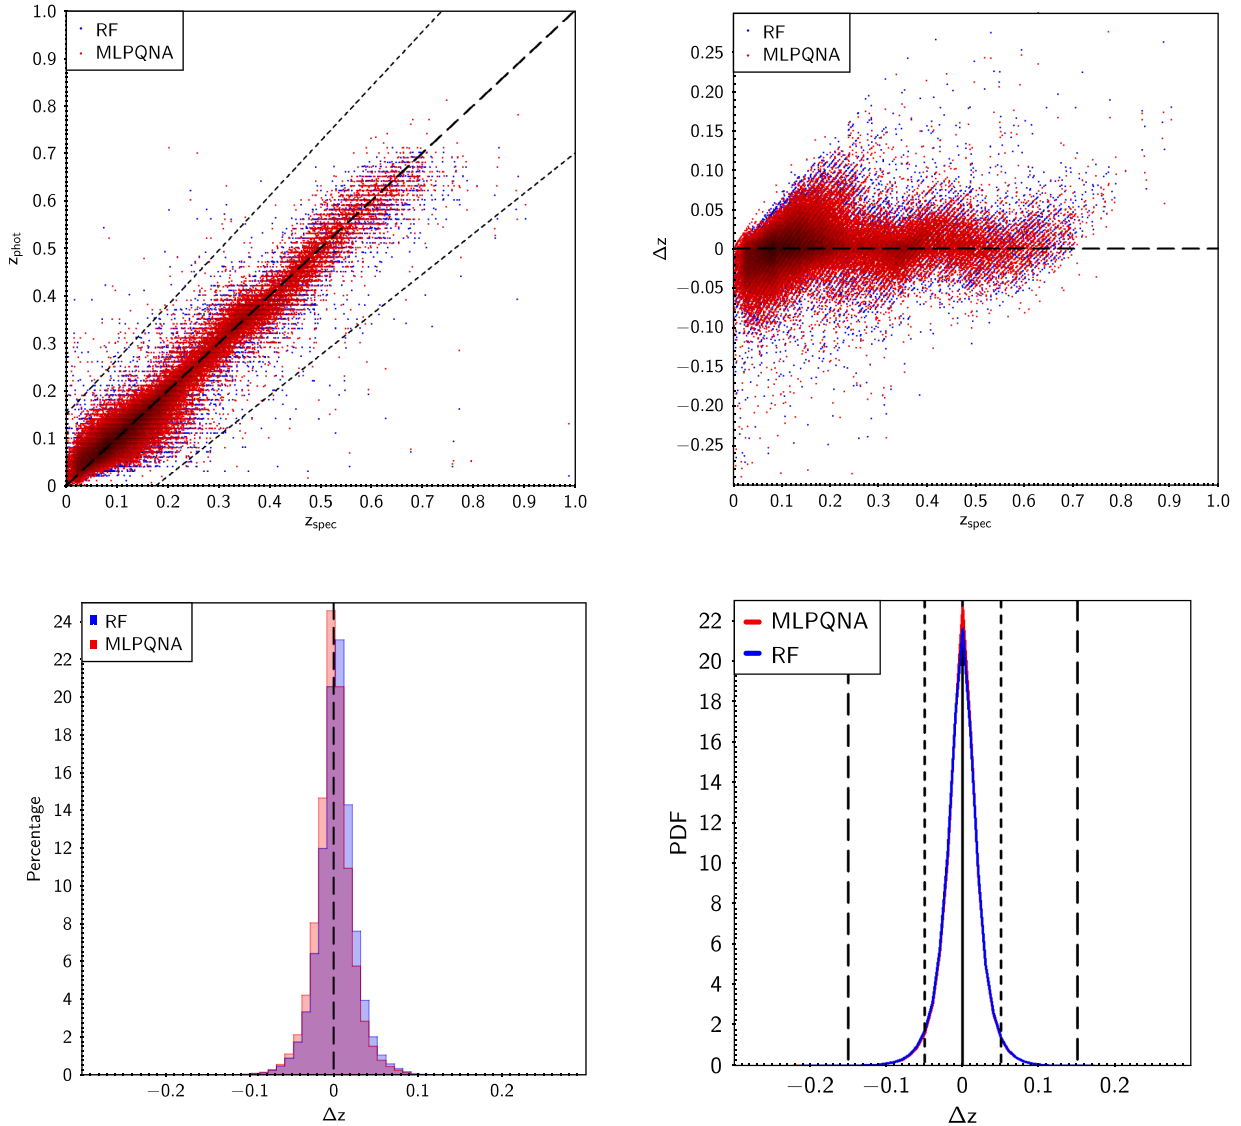 RF
MLPQNA
1.0
0.9
0.8
0.7
0.6
0.5
0.4
0.3
0.2
0.1
0
z_phot
0 0.1 0.2 0.3 0.4 0.5 0.6 0.7 0.8 0.9 1.0
z_spec
RF
MLPQNA
0.25
0.20
0.15
0.10
0.05
0
−0.05
−0.10
−0.15
−0.20
−0.25
Δz
0 0.1 0.2 0.3 0.4 0.5 0.6 0.7 0.8 0.9 1.0
z_spec
RF
MLPQNA
24
22
20
18
16
14
12
10
8
6
4
2
0
Percentage
−0.2 −0.1 0 0.1 0.2
Δz
MLPQNA
RF
22
20
18
16
14
12
10
8
6
4
2
0
PDF
−0.2 −0.1 0 0.1 0.2
Δz